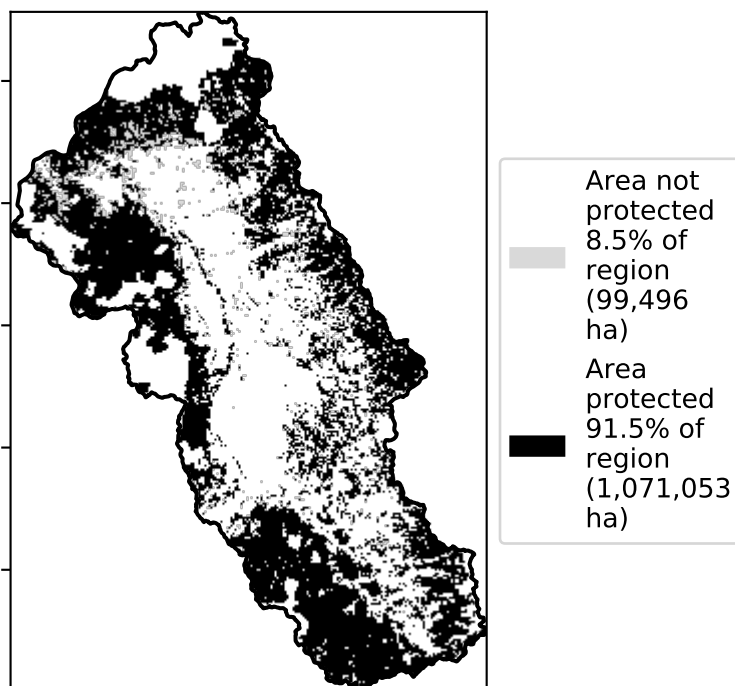 Area not
protected
8.5% of
region
(99,496
ha)
Area
protected
91.5% of
region
(1,071,053
ha)